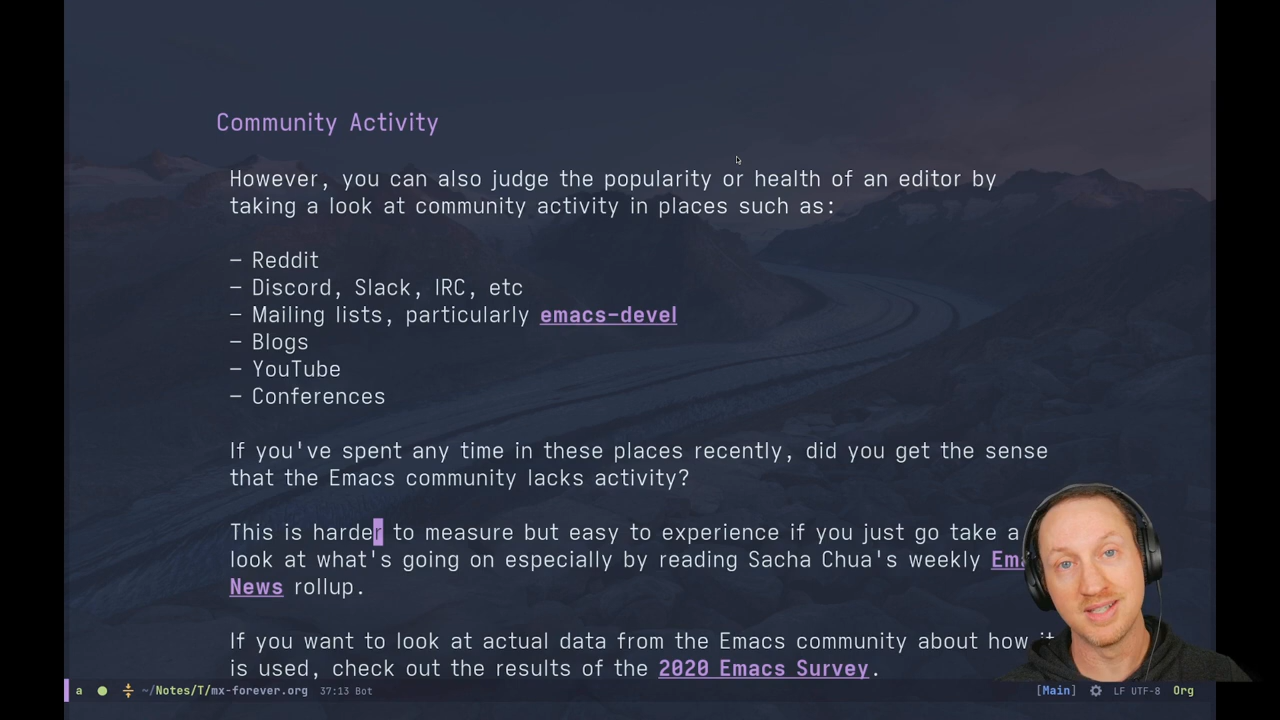 Community Activity
However, you can also judge the popularity or health of an editor by
taking a look at community activity in places such as:
– Reddit
– Discord, Slack, IRC, etc
– Mailing lists, particularly emacs-devel
– Blogs
– YouTube
– Conferences
If you've spent any time in these places recently, did you get the sense
that the Emacs community lacks activity?
This is harder to measure but easy to experience if you just go take a
look at what's going on especially by reading Sacha Chua's weekly
News rollup.
If you want to look at actual data from the Emacs community about how it
is used, check out the results of the 2020 Emacs Survey.
a ~/Notes/T/mx-forever.org 37:13 Bot [Main] LF UTF-8 Org